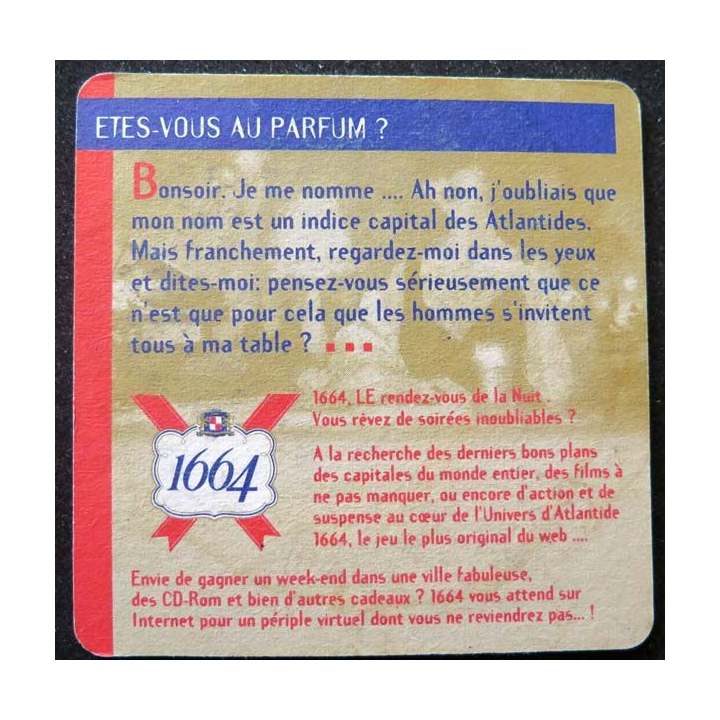 ETES-VOUS AU PARFUM ?
Bonsoir. Je me nomme .... Ah non, j'oubliais que
mon nom est un indice capital des Atlantides.
Mais franchement, regardez-moi dans les yeux
et dites-moi: pensez-vous sérieusement que ce
n'est que pour cela que les hommes s'invitent
tous à ma table ? ...
1664, LE rendez-vous de la Nuit .
Vous rêvez de soirées inoubliables ?
A la recherche des derniers bons plans
des capitales du monde entier, des films à
ne pas manquer, ou encore d'action et de
suspense au cœur de l'Univers d'Atlantide
1664, le jeu le plus original du web ....
1664
Envie de gagner un week-end dans une ville fabuleuse,
des CD-Rom et bien d'autres cadeaux ? 1664 vous attend sur
Internet pour un périple virtuel dont vous ne reviendrez pas... !